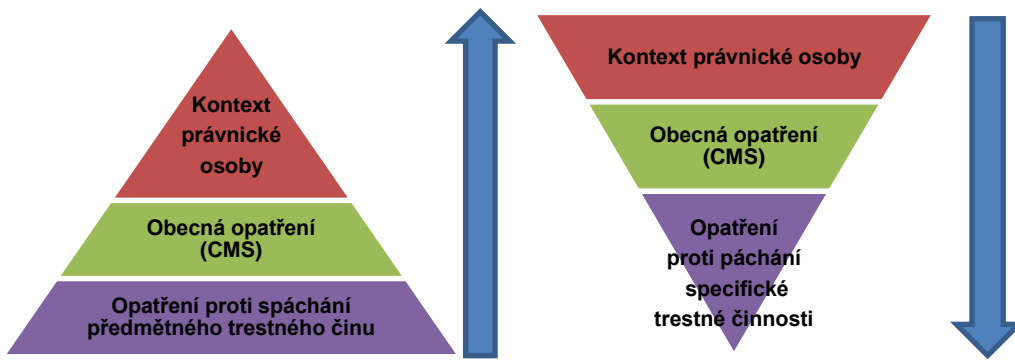 Kontext
právnické
osoby
Obecná opatření
(CMS)
Opatření proti spáchání
předmětného trestného činu
Kontext právnické osoby
Obecná opatření
(CMS)
Opatření
proti páchání
specifické
trestné činnosti